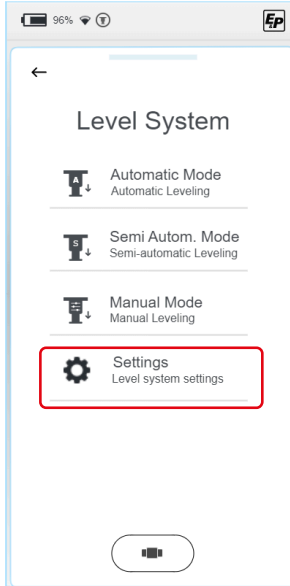 96% T EP
Level System
A
Automatic Mode
Automatic Leveling
S
Semi Autom. Mode
Semi-automatic Leveling
Manual Mode
Manual Leveling
Settings
Level system settings